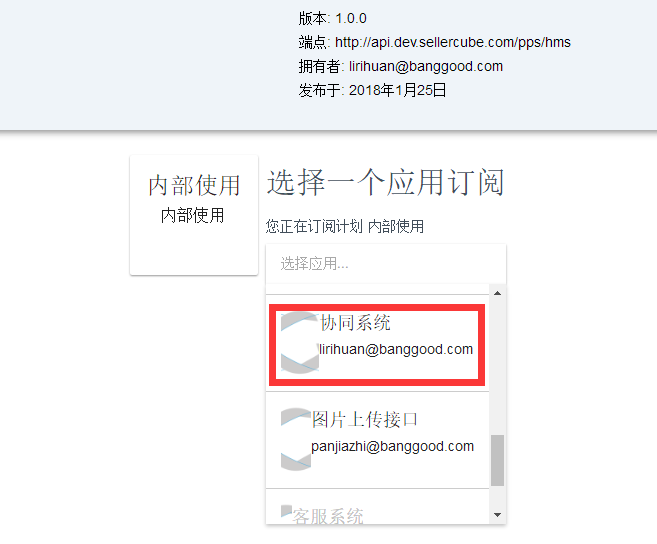 版本: 1.0.0
端点: http://api.dev.sellercube.com/pps/hms
拥有者: lirihuan@banggood.com
发布于: 2018年1月25日
内部使用
内部使用
选择一个应用订阅
您正在订阅计划 内部使用
选择应用...
协同系统
lirihuan@banggood.com
图片上传接口
panjiazhi@banggood.com
客服系统